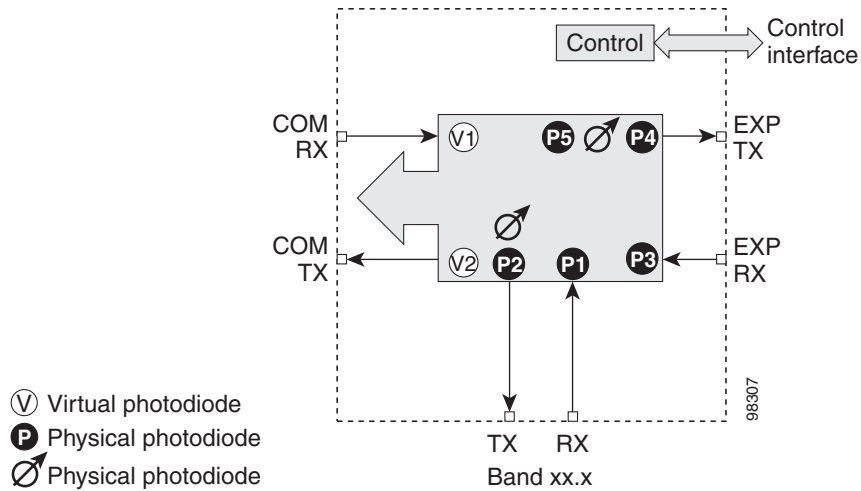 Control
Control
interface
COM
RX
V1
P5
P4
EXP
TX
COM
TX
V2
P2
P1
P3
EXP
RX
98307
V Virtual photodiode
P Physical photodiode
Physical photodiode
TX
RX
Band xx.x